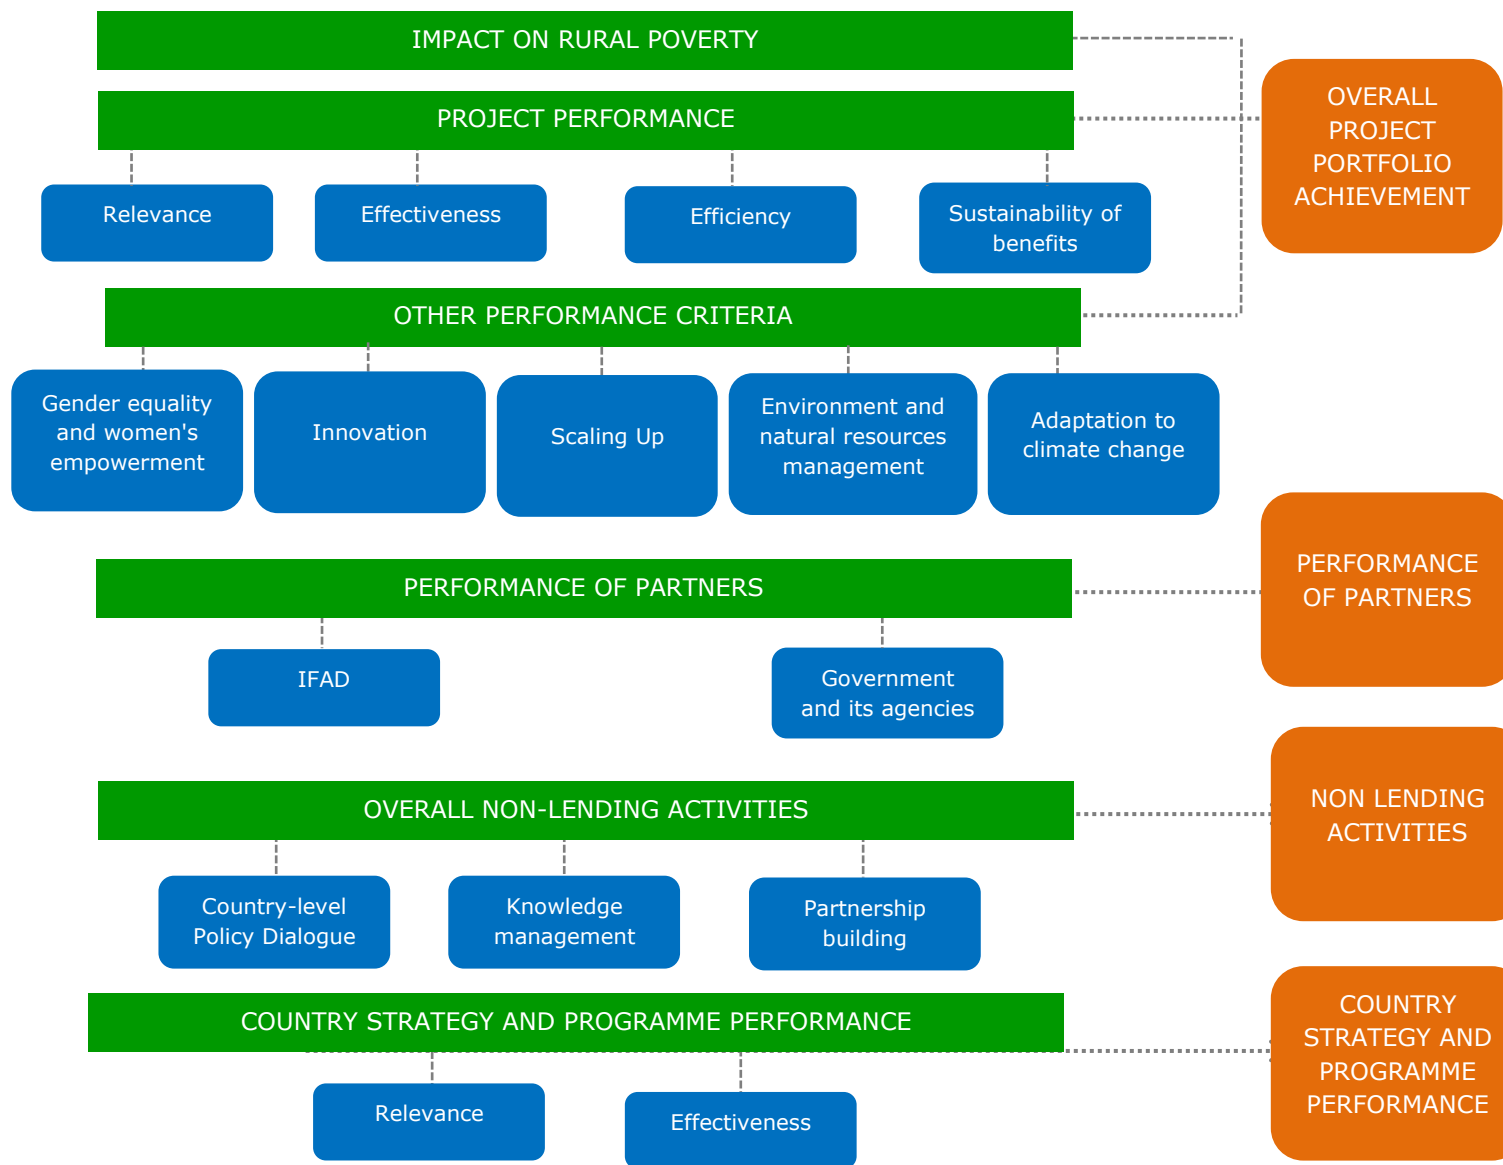 IMPACT ON RURAL POVERTY
PROJECT PERFORMANCE
OVERALL
PROJECT
PORTFOLIO
ACHIEVEMENT
Relevance
Effectiveness
Efficiency
Sustainability of
benefits
OTHER PERFORMANCE CRITERIA
Gender equality
and women's
empowerment
Innovation
Scaling Up
Environment and
natural resources
management
Adaptation to
climate change
PERFORMANCE OF PARTNERS
PERFORMANCE
OF PARTNERS
IFAD
Government
and its agencies
OVERALL NON-LENDING ACTIVITIES
NON LENDING
ACTIVITIES
Country-level
Policy Dialogue
Knowledge
management
Partnership
building
COUNTRY STRATEGY AND PROGRAMME PERFORMANCE
COUNTRY
STRATEGY AND
PROGRAMME
PERFORMANCE
Relevance
Effectiveness